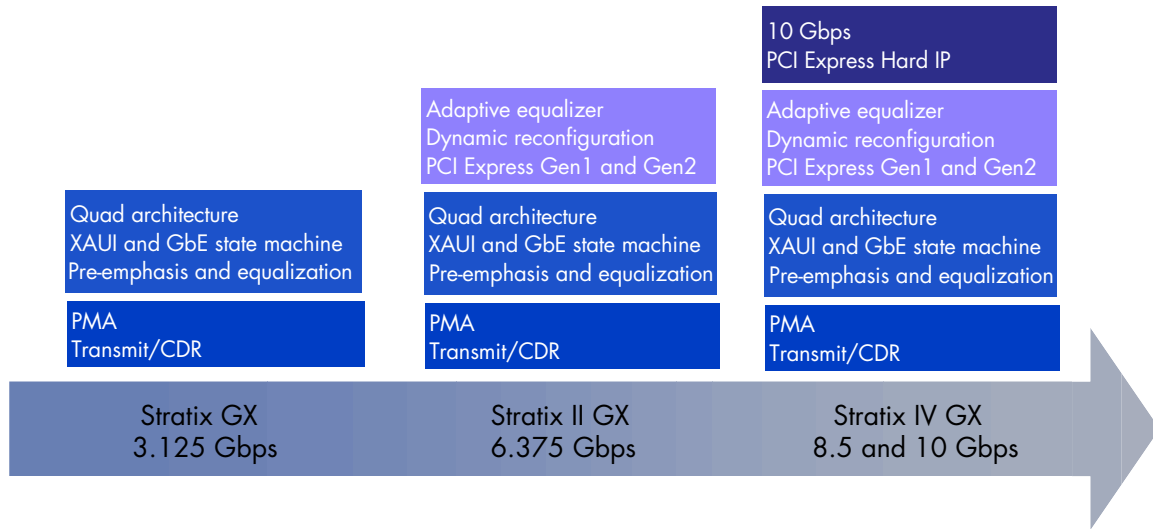 Quad architecture
XAUI and GbE state machine
Pre-emphasis and equalization
PMA
Transmit/CDR
Stratix GX
3.125 Gbps
Adaptive equalizer
Dynamic reconfiguration
PCI Express Gen1 and Gen2
Quad architecture
XAUI and GbE state machine
Pre-emphasis and equalization
PMA
Transmit/CDR
Stratix II GX
6.375 Gbps
10 Gbps
PCI Express Hard IP
Adaptive equalizer
Dynamic reconfiguration
PCI Express Gen1 and Gen2
Quad architecture
XAUI and GbE state machine
Pre-emphasis and equalization
PMA
Transmit/CDR
Stratix IV GX
8.5 and 10 Gbps